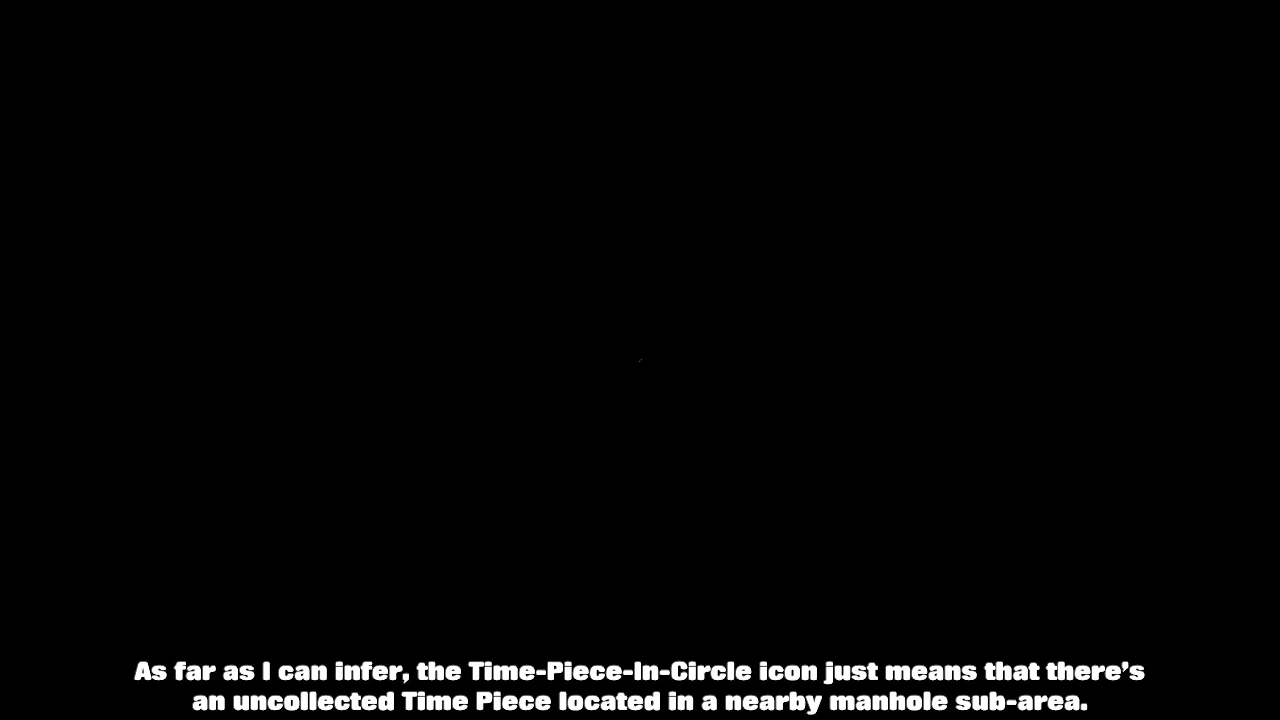 As far as I can infer, the Time-Piece-In-Circle icon just means that there’s
an uncollected Time Piece located in a nearby manhole sub-area.